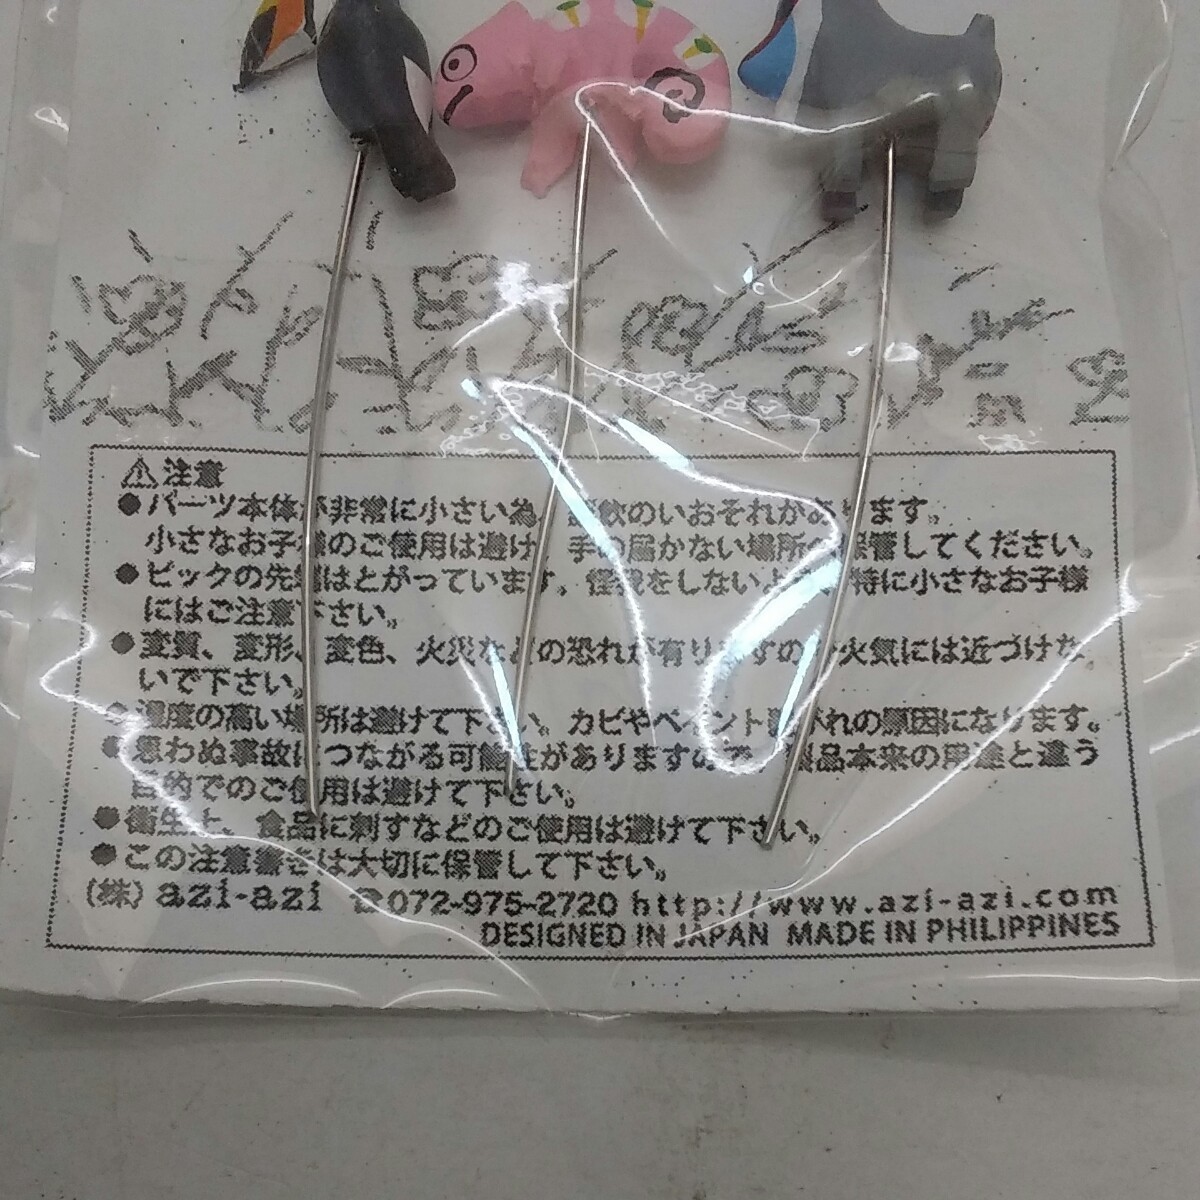 ⚠注意
●パーツ本体が非常に小さい為、誤飲のいおそれがあります。
小さなお子様のご使用は避け、手の届かない場所へ保管してください。
●ピックの先端はとがっています。怪我をしないよう、特に小さなお子様
にはご注意下さい。
●変質、変形、変色、火災などの恐れが有りますので、火気には近づけな
いで下さい。
●湿度の高い場所は避けて下さい。カビやペイント剥がれの原因になります。
●思わぬ事故につながる可能性がありますので、製品本来の用途と違う
目的でのご使用は避けて下さい。
●衛生上、食品に刺すなどのご使用は避けて下さい。
●この注意書きは大切に保管して下さい。
(株) azi-azi ☎072-975-2720 http://www.azi-azi.com
DESIGNED IN JAPAN MADE IN PHILIPPINES